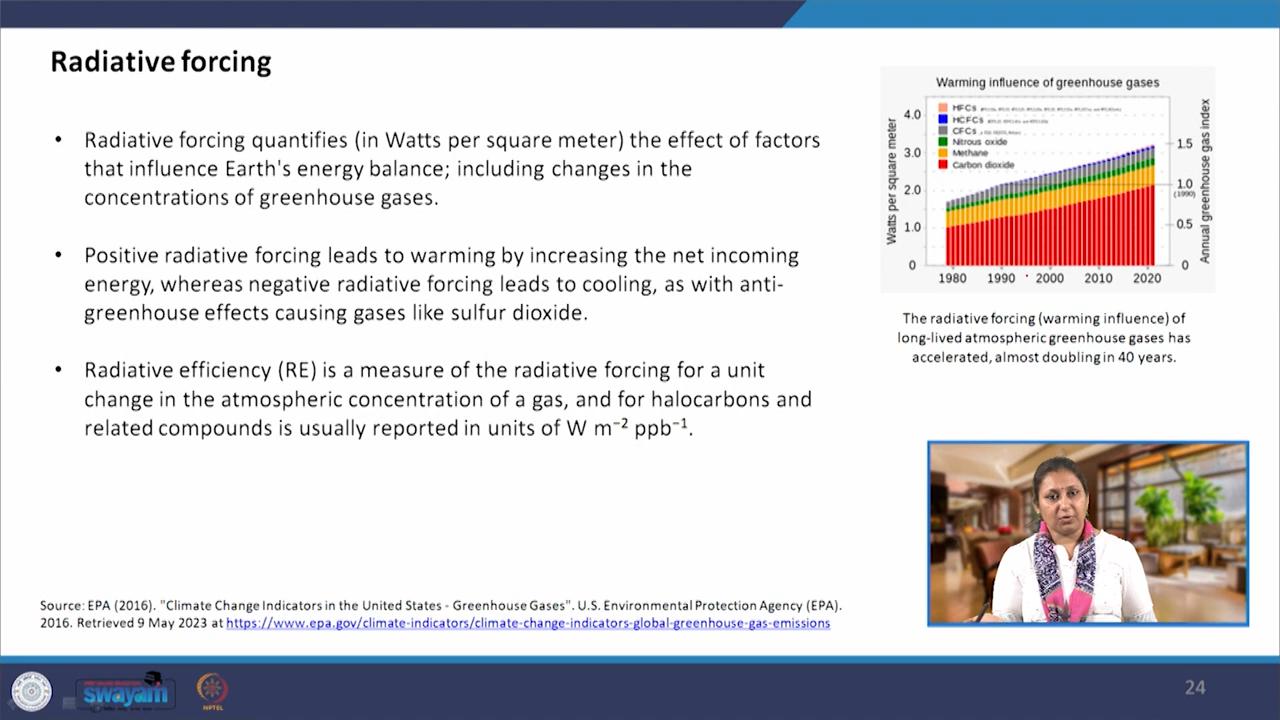 Radiative forcing
• Radiative forcing quantifies (in Watts per square meter) the effect of factors
that influence Earth's energy balance; including changes in the
concentrations of greenhouse gases.
• Positive radiative forcing leads to warming by increasing the net incoming
energy, whereas negative radiative forcing leads to cooling, as with anti-
greenhouse effects causing gases like sulfur dioxide.
• Radiative efficiency (RE) is a measure of the radiative forcing for a unit
change in the atmospheric concentration of a gas, and for halocarbons and
related compounds is usually reported in units of W m⁻² ppb⁻¹.
Warming influence of greenhouse gases
Watts per square meter
4.0
3.0
2.0
1.0
0
HFCs
HCFCs
CFCs
Nitrous oxide
Methane
Carbon dioxide
1.5
1.0
(1990)
0.5
0
Annual greenhouse gas index
1980 1990 2000 2010 2020
The radiative forcing (warming influence) of
long-lived atmospheric greenhouse gases has
accelerated, almost doubling in 40 years.
Source: EPA (2016). "Climate Change Indicators in the United States - Greenhouse Gases". U.S. Environmental Protection Agency (EPA).
2016. Retrieved 9 May 2023 at https://www.epa.gov/climate-indicators/climate-change-indicators-global-greenhouse-gas-emissions
swayam
NPTEL
24